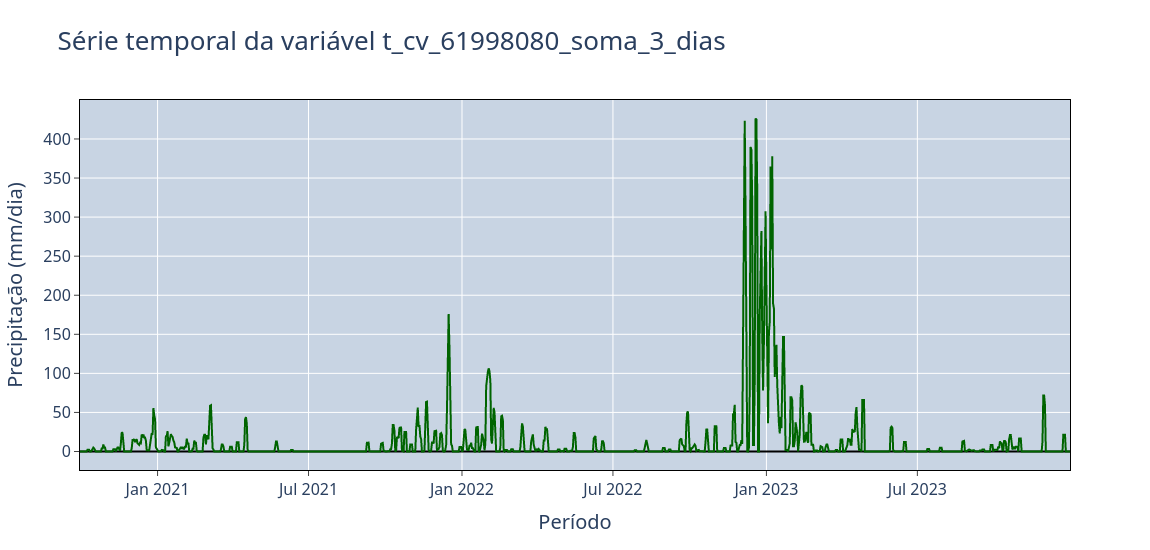 Série temporal da variável t_cv_61998080_soma_3_dias
Precipitação (mm/dia)
400
350
300
250
200
150
100
50
0
Jan 2021
Jul 2021
Jan 2022
Jul 2022
Jan 2023
Jul 2023
Período